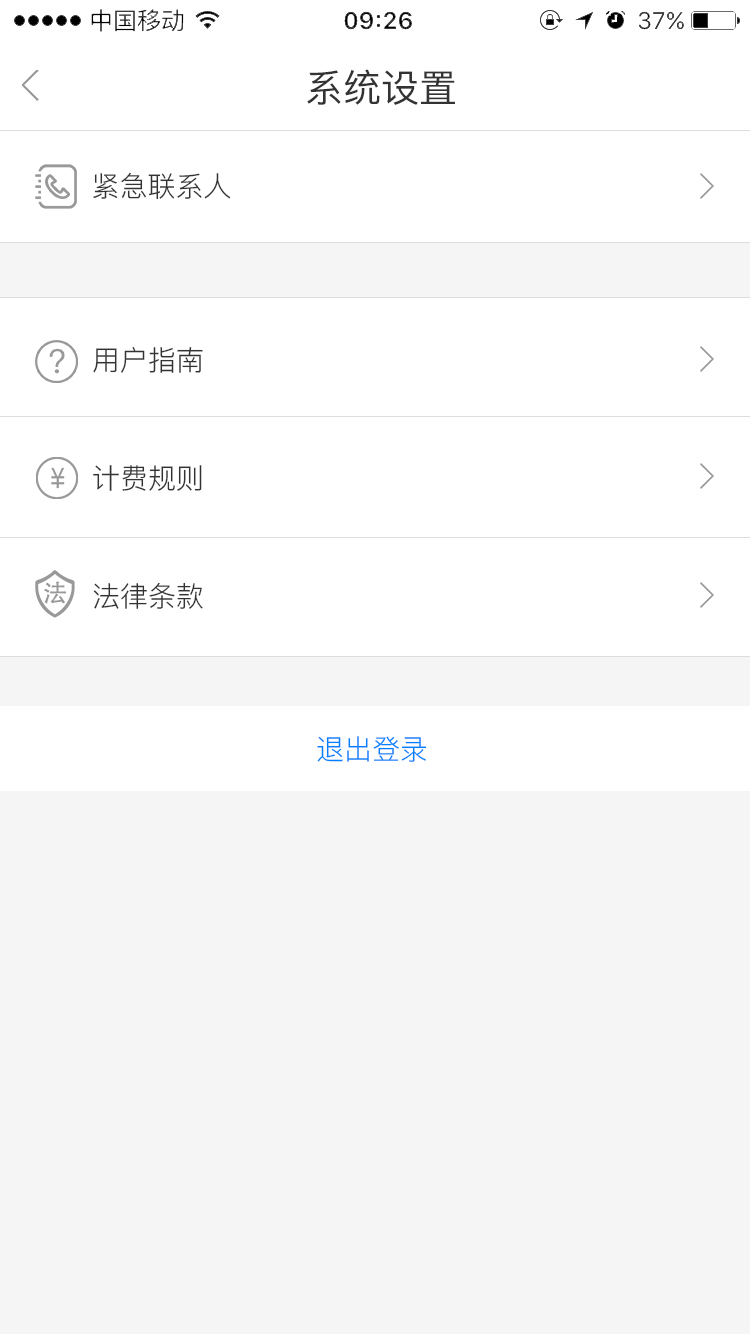 中国移动 09:26 37%
系统设置
紧急联系人
用户指南
¥ 计费规则
法 法律条款
退出登录